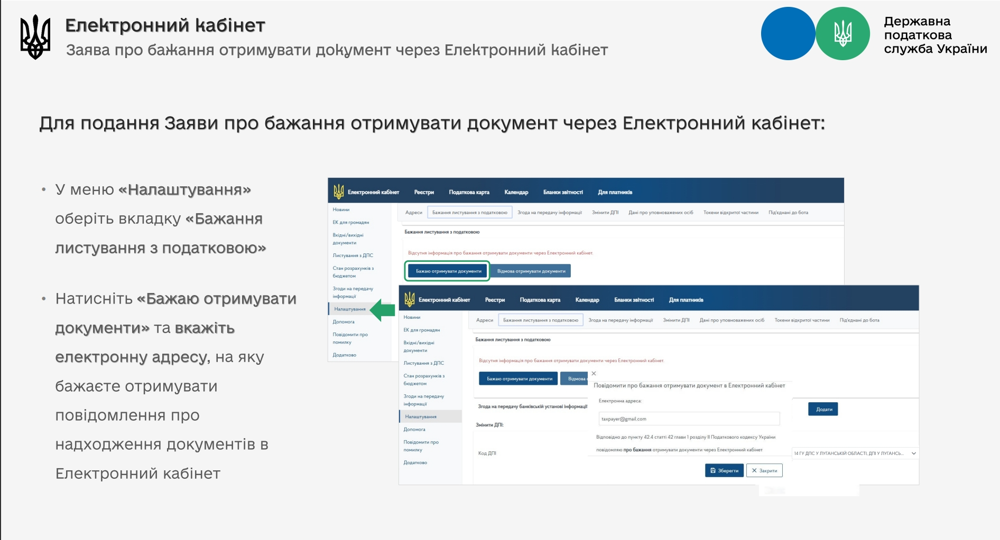 Електронний кабінет
Заява про бажання отримувати документ через Електронний кабінет
Державна
податкова
служба України
Для подання Заяви про бажання отримувати документ через Електронний кабінет:
• У меню «Налаштування»
оберіть вкладку «Бажання
листування з податковою»
• Натисніть «Бажаю отримувати
документи» та вкажіть
електронну адресу, на яку
бажаєте отримувати
повідомлення про
надходження документів в
Електронний кабінет
Електронний кабінет Реєстри Податкова карта Календар Бланки звітності Для платників
Новини
ЕК для громадян
Вхідні/вихідні
документи
Листування з ДПС
Стан розрахунків з
бюджетом
Згоди на передачу
інформації
Налаштування
Допомога
Повідомити про
помилку
Додатково
Адреси Бажання листування з податковою Згода на передачу інформації Змінити ДПІ Дані про уповноважених осіб Токени відкритої частини Під'єднані до бота
Бажання листування з податковою
Відсутня інформація про бажання отримувати документи через Електронний кабінет.
Бажаю отримувати документи Відмова отримувати документи
Електронний кабінет Реєстри Податкова карта Календар Бланки звітності Для платників
Новини
ЕК для громадян
Вхідні/вихідні
документи
Листування з ДПС
Стан розрахунків з
бюджетом
Згоди на передачу
інформації
Налаштування
Допомога
Повідомити про
помилку
Додатково
Адреси Бажання листування з податковою Згода на передачу інформації Змінити ДПІ Дані про уповноважених осіб Токени відкритої частини Під'єднані до бота
Бажання листування з податковою
Відсутня інформація про бажання отримувати документи через Електронний кабінет.
Бажаю отримувати документи Відмова
Згода на передачу банківській установі інформації
Додати
Змінити ДПІ:
Код ДПІ
14 ГУ ДПС У ЛУГАНСЬКІЙ ОБЛАСТІ, ДПІ У ЛУГАНСЬ...
Повідомити про бажання отримувати документ в Електронний кабінет
Електронна адреса:
taxpayer@gmail.com
Відповідно до пункту 42.4 статті 42 глави 1 розділу II Податкового кодексу України
повідомляю про бажання отримувати документи через Електронний кабінет
Зберегти Закрити